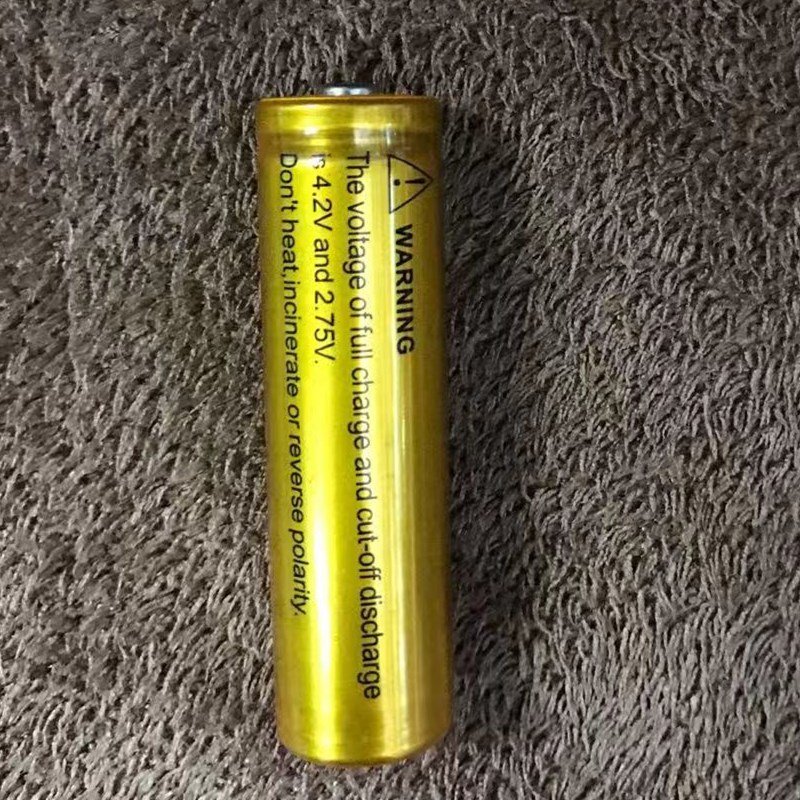 WARNING
The voltage of full charge and cut-off discharge
is 4.2V and 2.75V.
Don't heat,incinerate or reverse polarity.